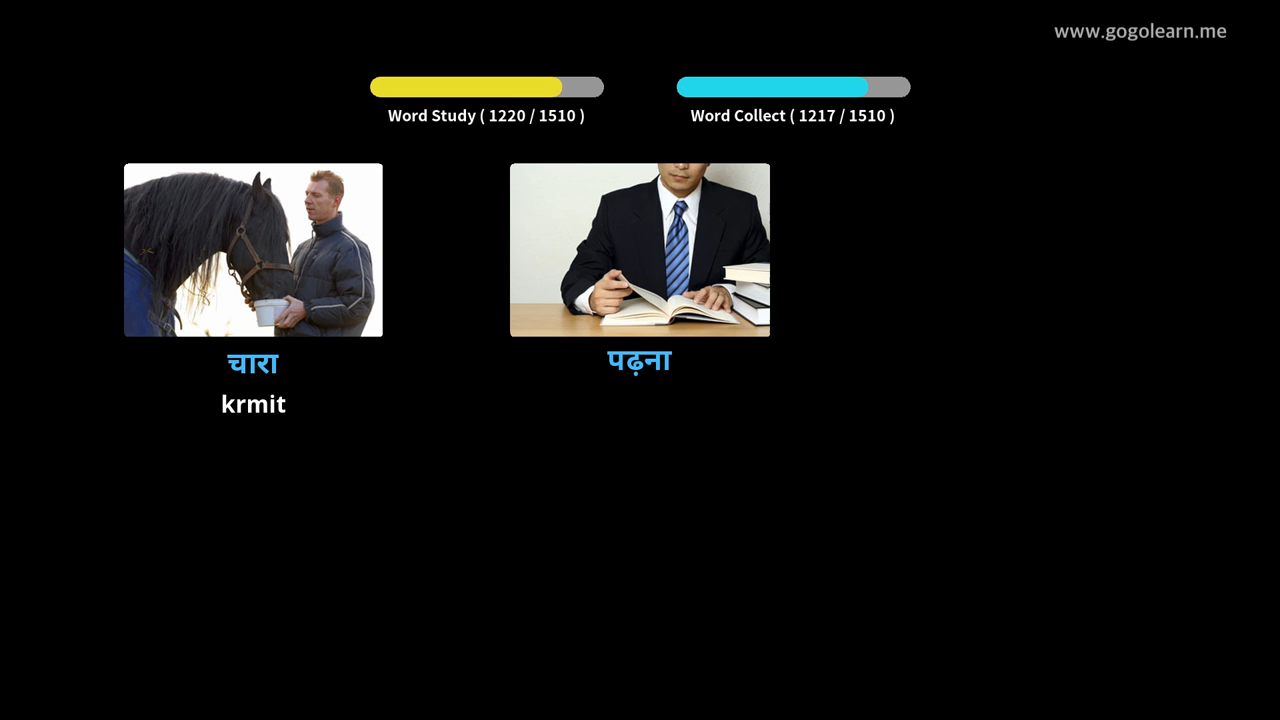 www.gogolearn.me
Word Study ( 1220 / 1510 )
Word Collect ( 1217 / 1510 )
चारा
krmit
पढ़ना